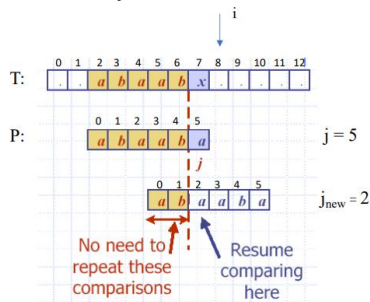 i
0 1 2 3 4 5 6 7 8 9 10 11 12
T: . . a b a a b x . . . . .
0 1 2 3 4 5
P: a b a a b a j = 5
j
0 1 2 3 4 5
a b a a b a jnew = 2
No need to
repeat these
comparisons
Resume
comparing
here